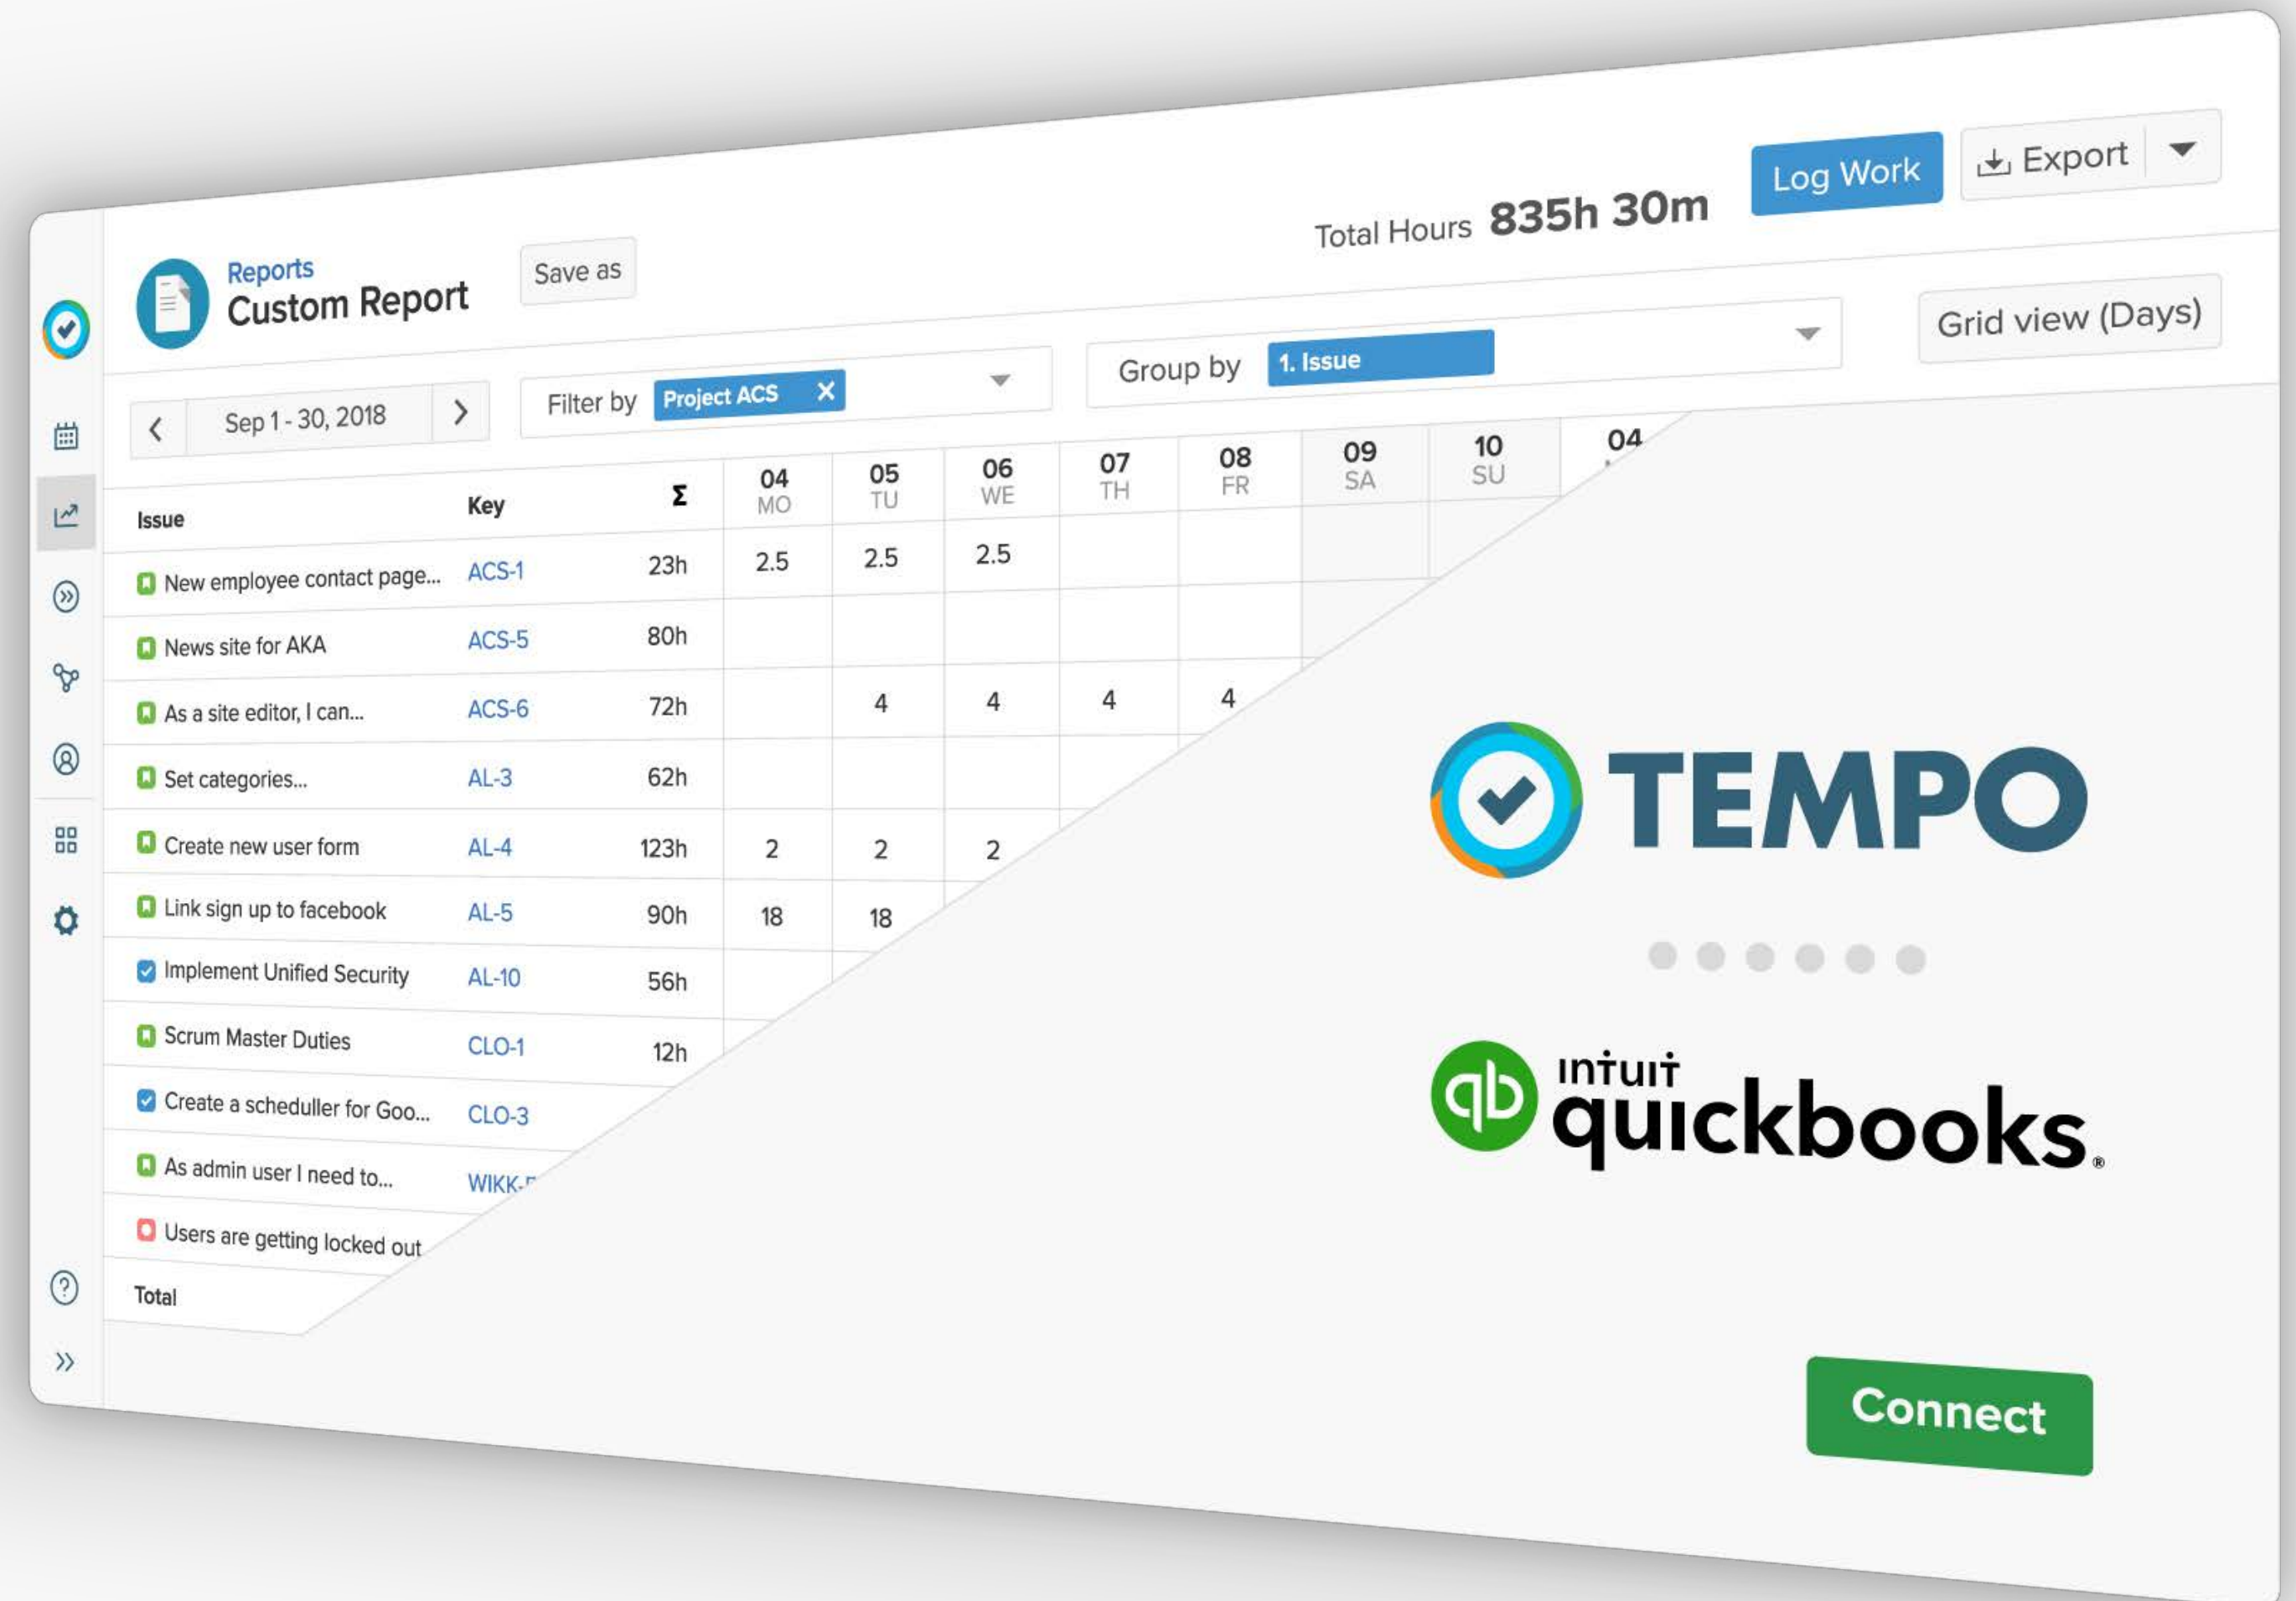 Reports
Custom Report
Save as
Total Hours 835h 30m
Log Work
Export
Sep 1 - 30, 2018
Filter by Project ACS X
Group by 1. Issue
Grid view (Days)
Issue Key Σ 04 05 06 07 08 09 10 04
MO TU WE TH FR SA SU
New employee contact page... ACS-1 23h 2.5 2.5 2.5
News site for AKA ACS-5 80h
As a site editor, I can... ACS-6 72h 4 4 4 4
Set categories... AL-3 62h
Create new user form AL-4 123h 2 2 2
Link sign up to facebook AL-5 90h 18 18
Implement Unified Security AL-10 56h
Scrum Master Duties CLO-1 12h
Create a scheduller for Goo... CLO-3
As admin user I need to...
Users are getting locked out
Total
TEMPO
qb
intuit
quickbooks.®
Connect